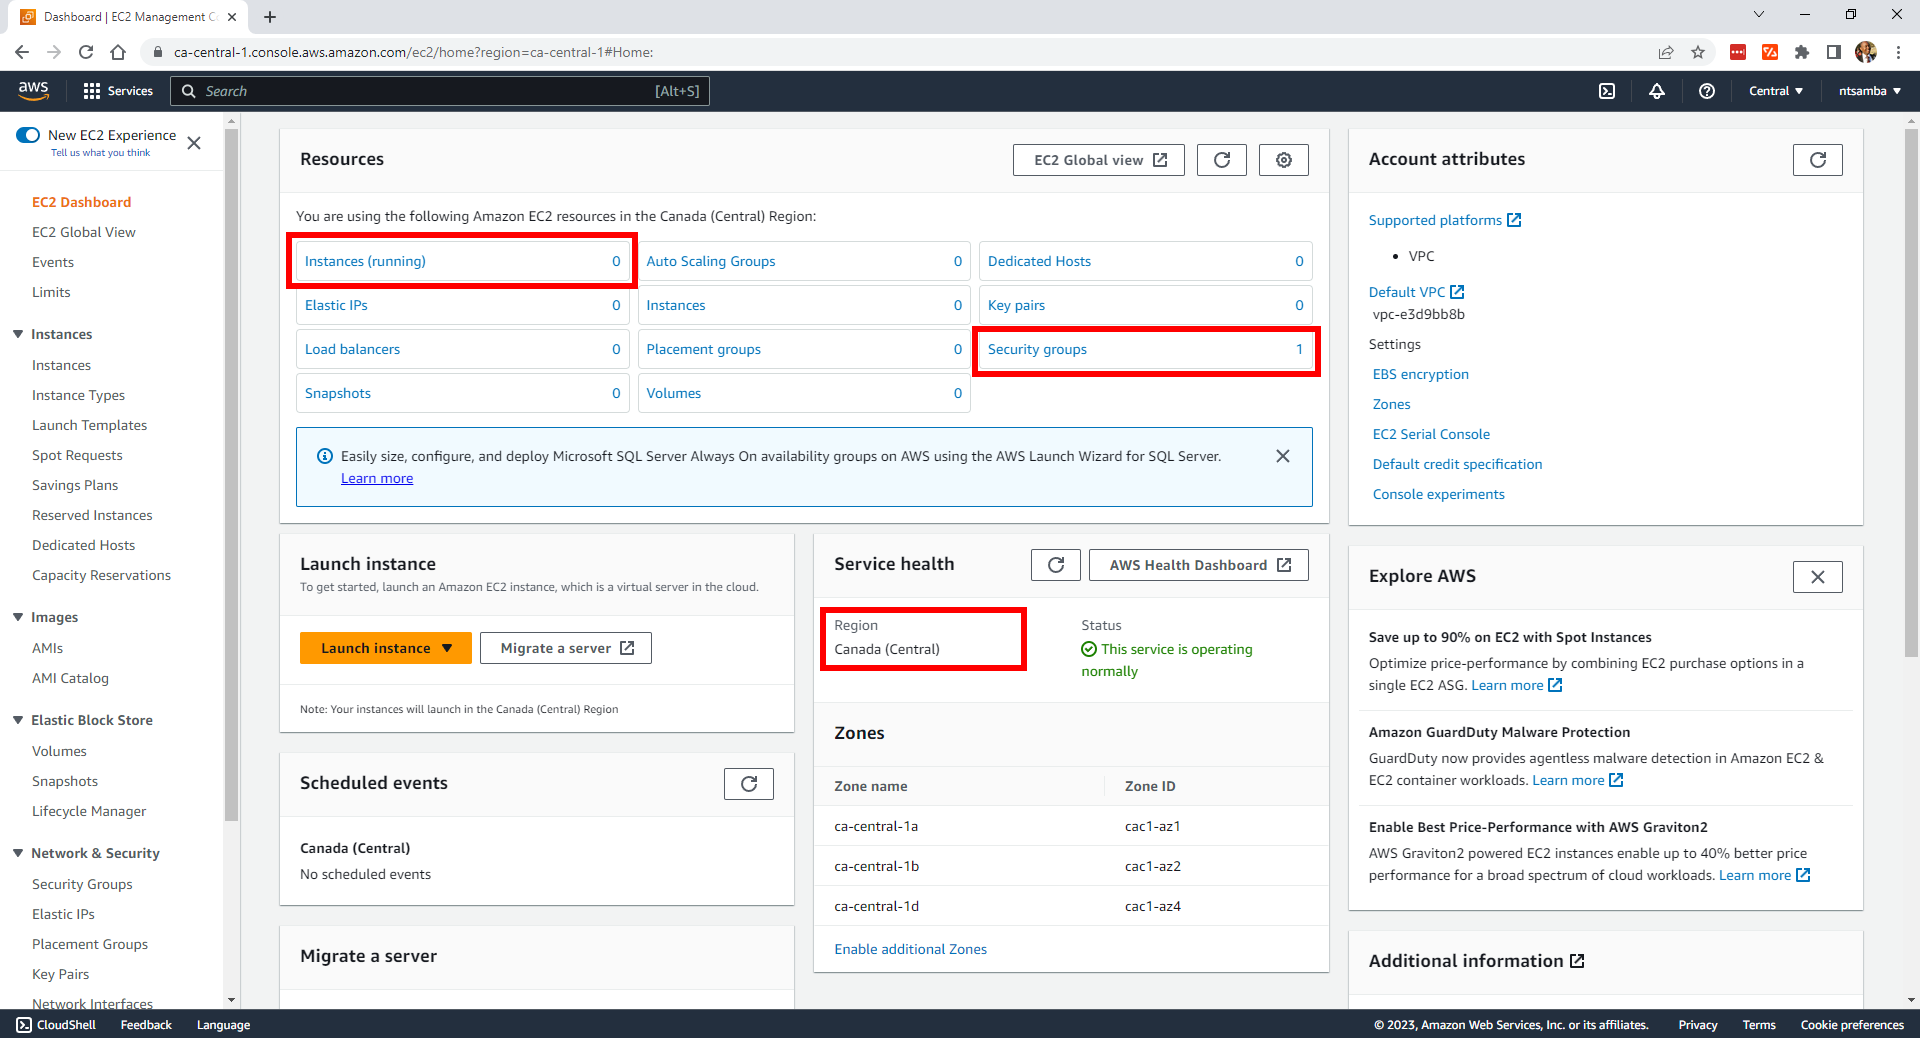 Dashboard | EC2 Management C
ca-central-1.console.aws.amazon.com/ec2/home?region=ca-central-1#Home:
aws
Services
Search
[Alt+S]
Central
ntsamba
New EC2 Experience
Tell us what you think
EC2 Dashboard
EC2 Global View
Events
Limits
Instances
Instances
Instance Types
Launch Templates
Spot Requests
Savings Plans
Reserved Instances
Dedicated Hosts
Capacity Reservations
Images
AMIs
AMI Catalog
Elastic Block Store
Volumes
Snapshots
Lifecycle Manager
Network & Security
Security Groups
Elastic IPs
Placement Groups
Key Pairs
Network Interfaces
Resources
EC2 Global view
You are using the following Amazon EC2 resources in the Canada (Central) Region:
Instances (running) 0
Auto Scaling Groups 0
Dedicated Hosts 0
Elastic IPs 0
Instances 0
Key pairs 0
Load balancers 0
Placement groups 0
Security groups 1
Snapshots 0
Volumes 0
Easily size, configure, and deploy Microsoft SQL Server Always On availability groups on AWS using the AWS Launch Wizard for SQL Server.
Learn more
Launch instance
To get started, launch an Amazon EC2 instance, which is a virtual server in the cloud.
Launch instance
Migrate a server
Note: Your instances will launch in the Canada (Central) Region
Scheduled events
Canada (Central)
No scheduled events
Migrate a server
Service health
AWS Health Dashboard
Region
Canada (Central)
Status
This service is operating
normally
Zones
Zone name Zone ID
ca-central-1a cac1-az1
ca-central-1b cac1-az2
ca-central-1d cac1-az4
Enable additional Zones
Account attributes
Supported platforms
• VPC
Default VPC
vpc-e3d9bb8b
Settings
EBS encryption
Zones
EC2 Serial Console
Default credit specification
Console experiments
Explore AWS
Save up to 90% on EC2 with Spot Instances
Optimize price-performance by combining EC2 purchase options in a
single EC2 ASG. Learn more
Amazon GuardDuty Malware Protection
GuardDuty now provides agentless malware detection in Amazon EC2 &
EC2 container workloads. Learn more
Enable Best Price-Performance with AWS Graviton2
AWS Graviton2 powered EC2 instances enable up to 40% better price
performance for a broad spectrum of cloud workloads. Learn more
Additional information
CloudShell
Feedback
Language
© 2023, Amazon Web Services, Inc. or its affiliates.
Privacy
Terms
Cookie preferences